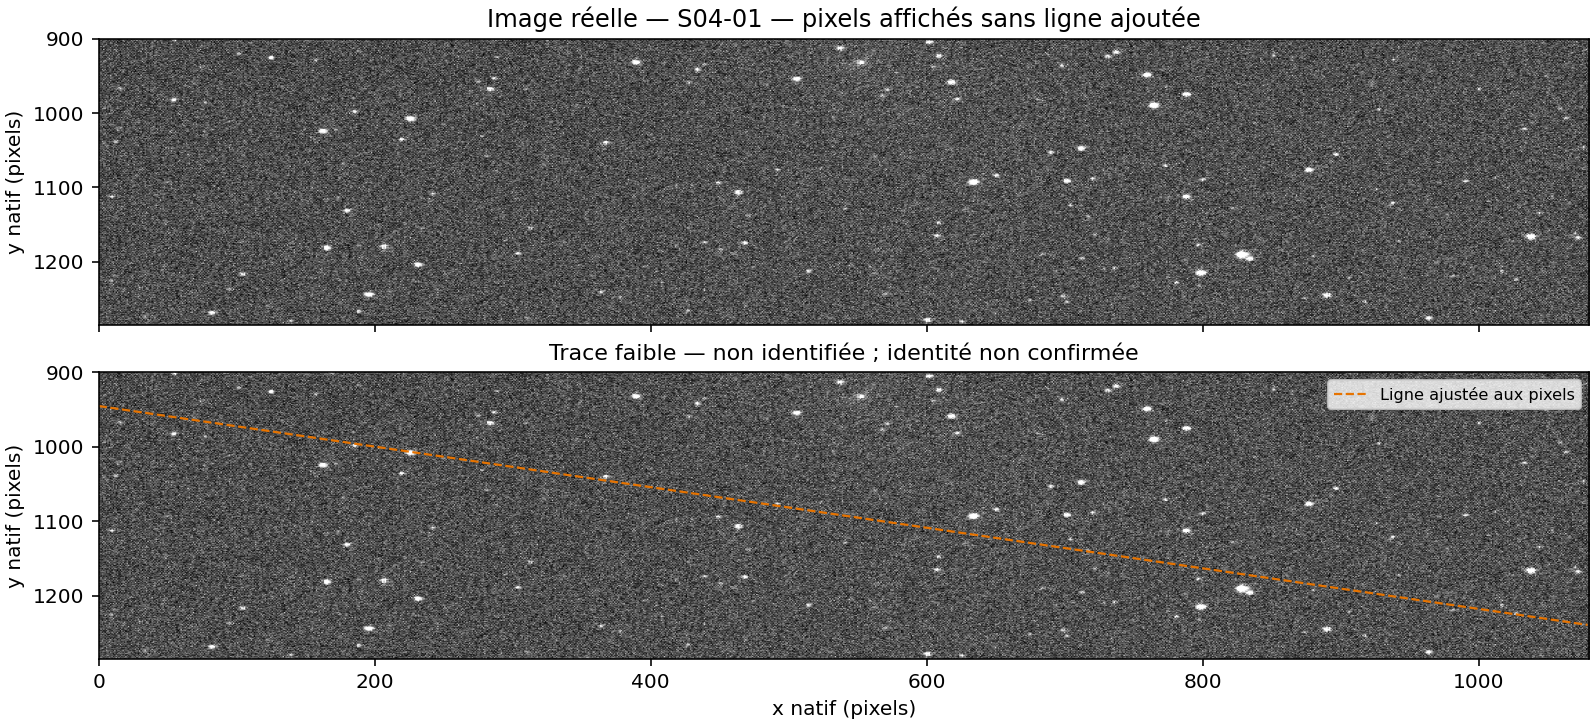 Image réelle — S04-01 — pixels affichés sans ligne ajoutée
900
1000
1100
1200
y natif (pixels)
Trace faible — non identifiée ; identité non confirmée
Ligne ajustée aux pixels
900
1000
1100
1200
y natif (pixels)
0 200 400 600 800 1000
x natif (pixels)